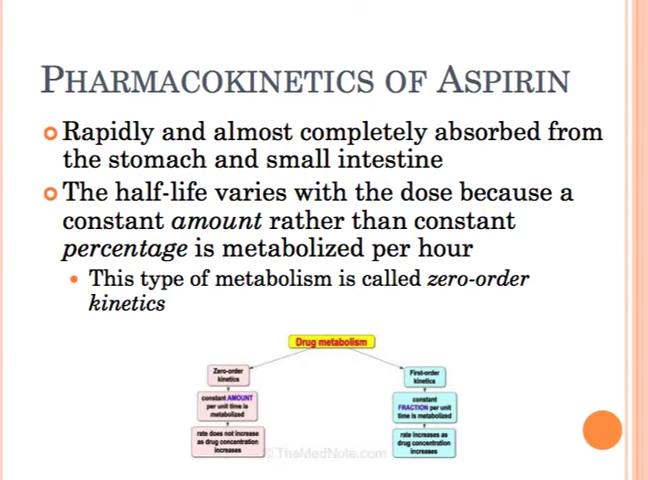 PHARMACOKINETICS OF ASPIRIN
Rapidly and almost completely absorbed from
the stomach and small intestine
The half-life varies with the dose because a
constant amount rather than constant
percentage is metabolized per hour
This type of metabolism is called zero-order
kinetics
Drug metabolism
Zero-order
kinetics
constant AMOUNT
per unit time is
metabolized
rate does not increase
as drug concentration
increases
First-order
kinetics
constant
FRACTION per unit
time is metabolized
rate increases as
drug concentration
increases
© TheMedNote.com